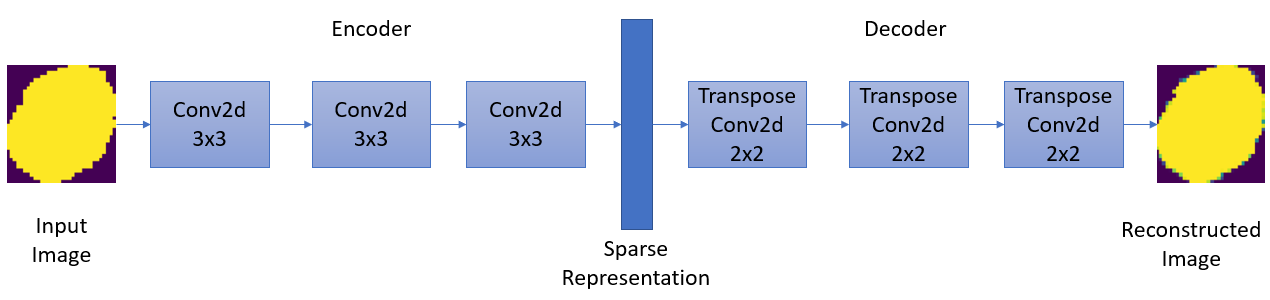 Encoder
Decoder
Conv2d
3x3
Conv2d
3x3
Conv2d
3x3
Transpose
Conv2d
2x2
Transpose
Conv2d
2x2
Transpose
Conv2d
2x2
Input
Image
Sparse
Representation
Reconstructed
Image